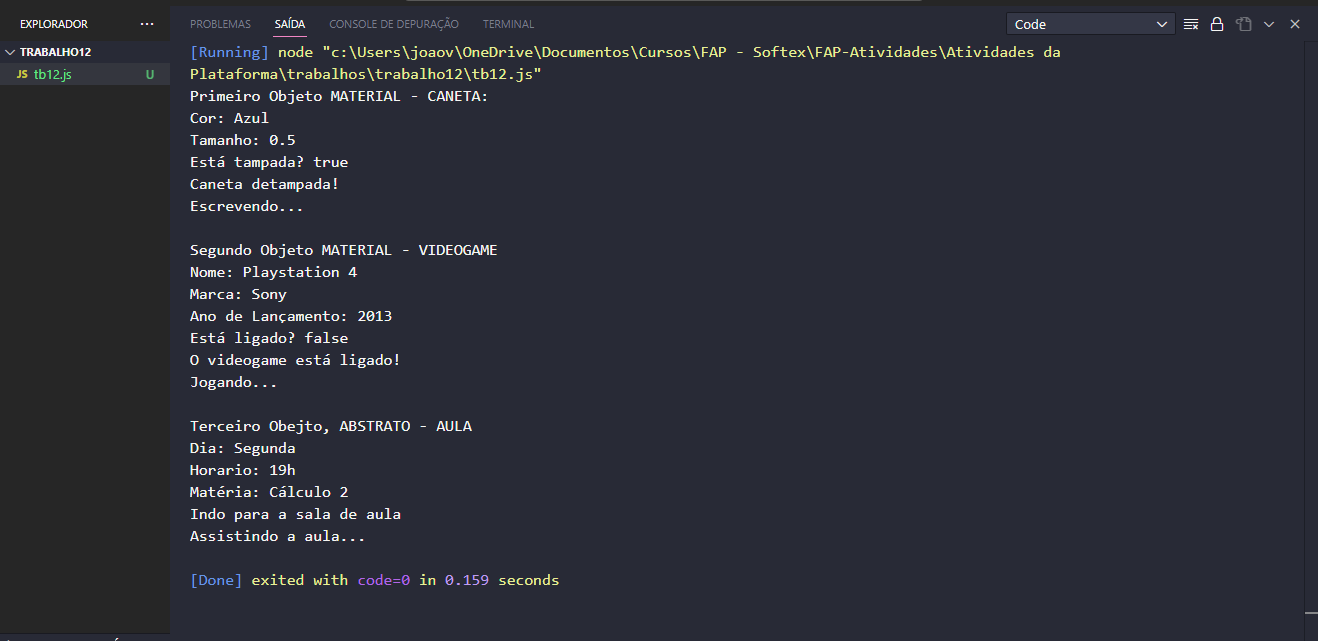 EXPLORADOR
TRABALHO12
JS tb12.js U
PROBLEMAS SAÍDA CONSOLE DE DEPURAÇÃO TERMINAL Code
[Running] node "c:\Users\joaov\OneDrive\Documentos\Cursos\FAP - Softex\FAP-Atividades\Atividades da
Plataforma\trabalhos\trabalho12\tb12.js"
Primeiro Objeto MATERIAL - CANETA:
Cor: Azul
Tamanho: 0.5
Está tampada? true
Caneta detampada!
Escrevendo...
Segundo Objeto MATERIAL - VIDEOGAME
Nome: Playstation 4
Marca: Sony
Ano de Lançamento: 2013
Está ligado? false
O videogame está ligado!
Jogando...
Terceiro Obejto, ABSTRATO - AULA
Dia: Segunda
Horario: 19h
Matéria: Cálculo 2
Indo para a sala de aula
Assistindo a aula...
[Done] exited with code=0 in 0.159 seconds